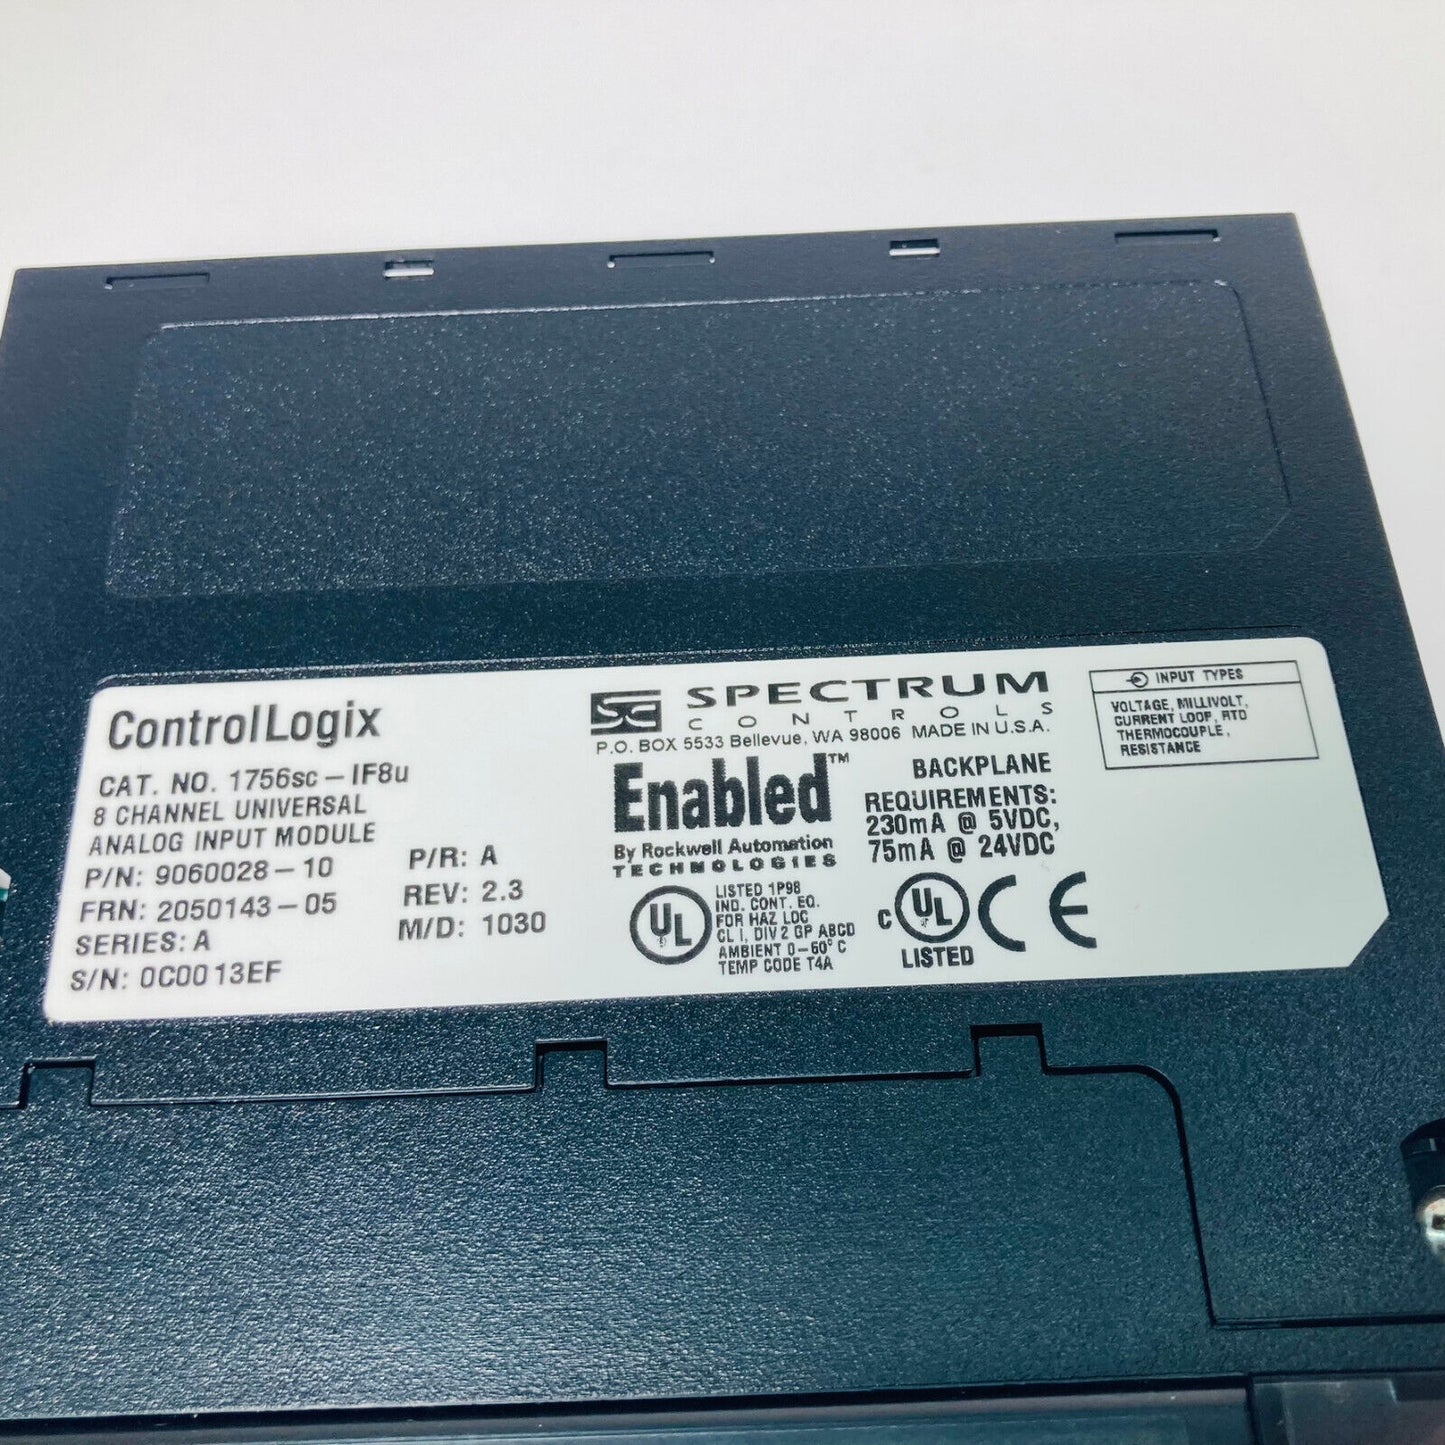 ControlLogix
CAT. NO. 1756sc-IF8u
8 CHANNEL UNIVERSAL
ANALOG INPUT MODULE
P/N: 9060028-10
FRN: 2050143-05
SERIES: A
S/N: 0C0013EF
P/R: A
REV: 2.3
M/D: 1030
SC SPECTRUM
CONTROLS
P.O. BOX 5533 Bellevue, WA 98006 MADE IN U.S.A.
Enabled™
By Rockwell Automation
TECHNOLOGIES
BACKPLANE
REQUIREMENTS:
230mA @ 5VDC,
75mA @ 24VDC
UL
LISTED 1P98
IND. CONT. EQ.
FOR HAZ LOC
CL I, DIV 2 GP ABCD
AMBIENT 0-60° C
TEMP CODE T4A
C UL CE
LISTED
INPUT TYPES
VOLTAGE, MILLIVOLT,
CURRENT LOOP, RTD
THERMOCOUPLE,
RESISTANCE